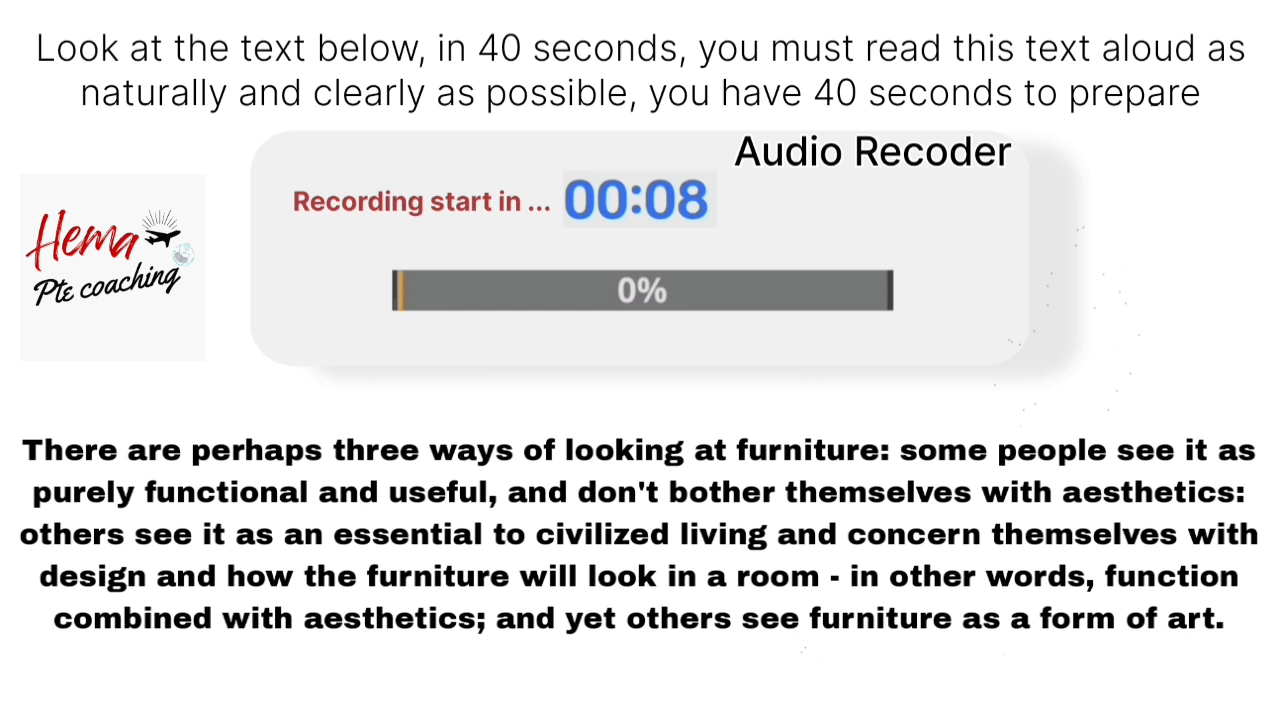 Look at the text below, in 40 seconds, you must read this text aloud as
naturally and clearly as possible, you have 40 seconds to prepare
Audio Recoder
Recording start in ... 00:08
0%
Hema
Pte coaching
There are perhaps three ways of looking at furniture: some people see it as
purely functional and useful, and don't bother themselves with aesthetics:
others see it as an essential to civilized living and concern themselves with
design and how the furniture will look in a room - in other words, function
combined with aesthetics; and yet others see furniture as a form of art.